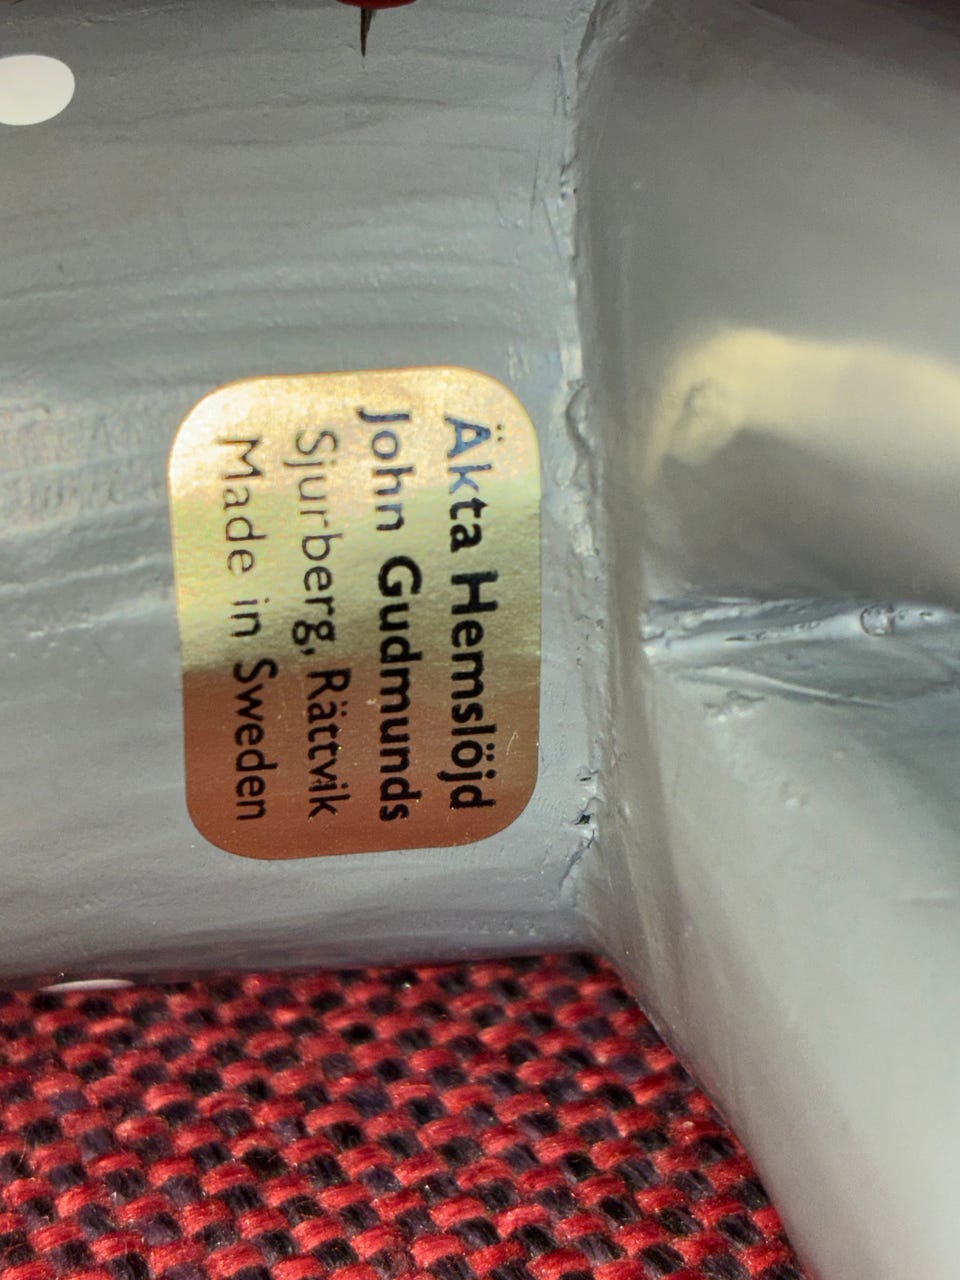 Äkta Hemslöjd
John Gudmunds
Sjurberg, Rättvik
Made in Sweden